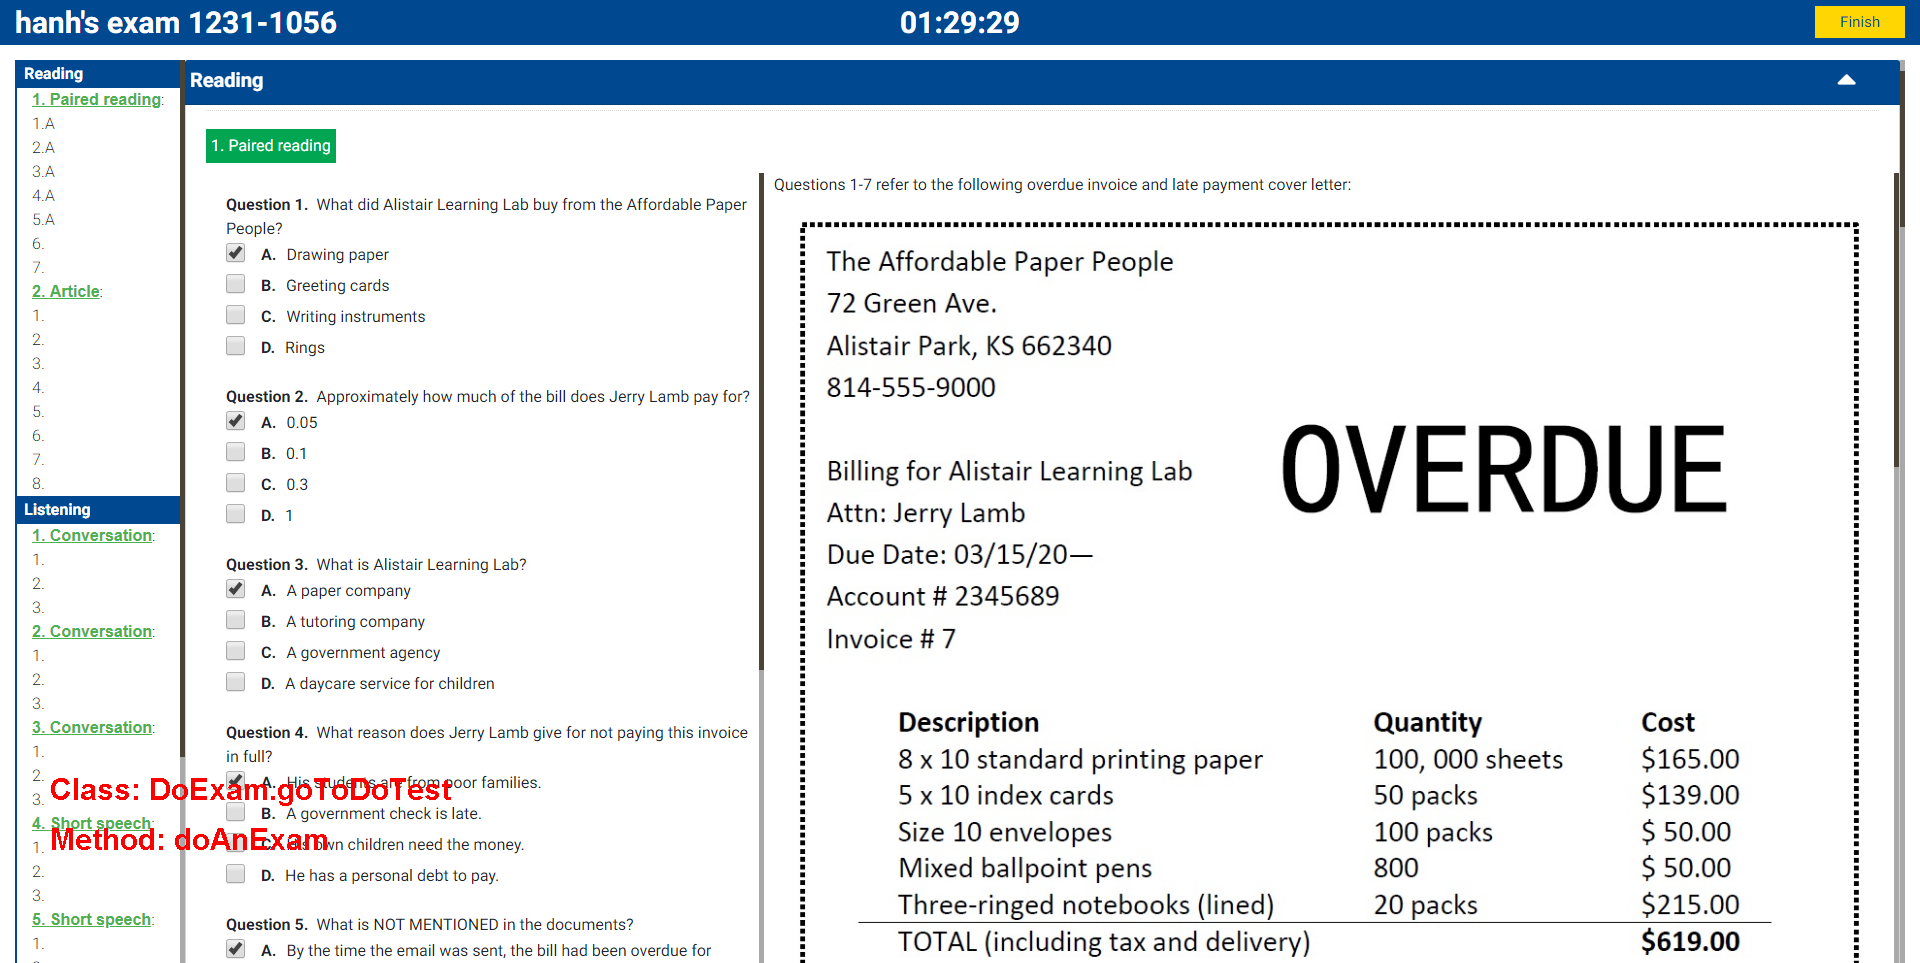 hanh's exam 1231-1056
01:29:29
Finish
Reading
1. Paired reading:
1.A
2.A
3.A
4.A
5.A
6.
7.
2. Article:
1.
2.
3.
4.
5.
6.
7.
8.
Listening
1. Conversation:
1.
2.
3.
2. Conversation:
1.
2.
3.
3. Conversation:
1.
2.
3.
4. Short speech:
1.
2.
3.
5. Short speech:
1.
Reading
1. Paired reading
Question 1. What did Alistair Learning Lab buy from the Affordable Paper
People?
A. Drawing paper
B. Greeting cards
C. Writing instruments
D. Rings
Question 2. Approximately how much of the bill does Jerry Lamb pay for?
A. 0.05
B. 0.1
C. 0.3
D. 1
Question 3. What is Alistair Learning Lab?
A. A paper company
B. A tutoring company
C. A government agency
D. A daycare service for children
Question 4. What reason does Jerry Lamb give for not paying this invoice
in full?
A. His students are from poor families.
B. A government check is late.
C. His own children need the money.
D. He has a personal debt to pay.
Question 5. What is NOT MENTIONED in the documents?
A. By the time the email was sent, the bill had been overdue for
Class: DoExam.goToDoTest
Method: doAnExam
Questions 1-7 refer to the following overdue invoice and late payment cover letter:
The Affordable Paper People
72 Green Ave.
Alistair Park, KS 662340
814-555-9000
OVERDUE
Billing for Alistair Learning Lab
Attn: Jerry Lamb
Due Date: 03/15/20—
Account # 2345689
Invoice # 7
Description Quantity Cost
8 x 10 standard printing paper 100, 000 sheets $165.00
5 x 10 index cards 50 packs $139.00
Size 10 envelopes 100 packs $ 50.00
Mixed ballpoint pens 800 $ 50.00
Three-ringed notebooks (lined) 20 packs $215.00
TOTAL (including tax and delivery) $619.00